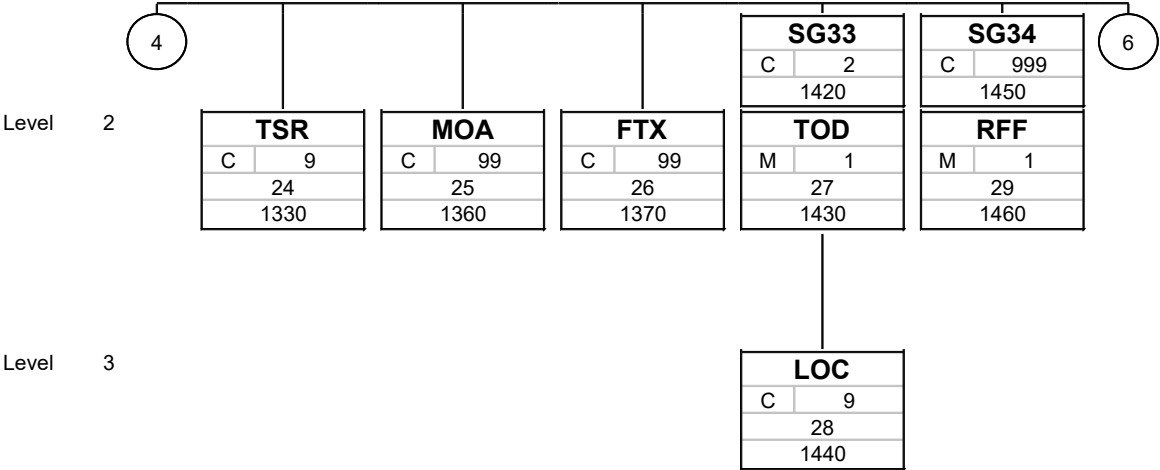 4
SG33
C 2
1420
SG34
C 999
1450
6
Level 2
TSR
C 9
24
1330
MOA
C 99
25
1360
FTX
C 99
26
1370
TOD
M 1
27
1430
RFF
M 1
29
1460
Level 3
LOC
C 9
28
1440